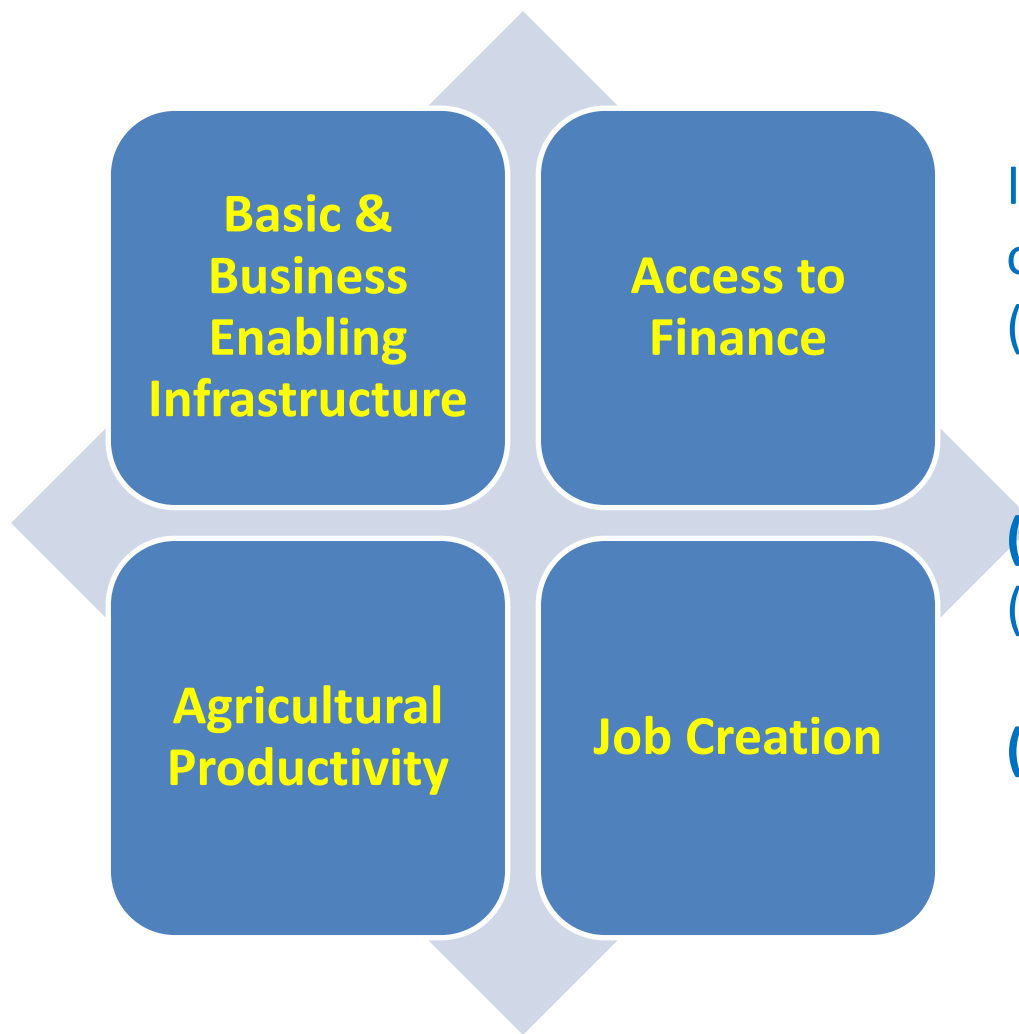 Basic &
Business
Enabling
Infrastructure
Access to
Finance
(
(
(
Agricultural
Productivity
Job Creation
(